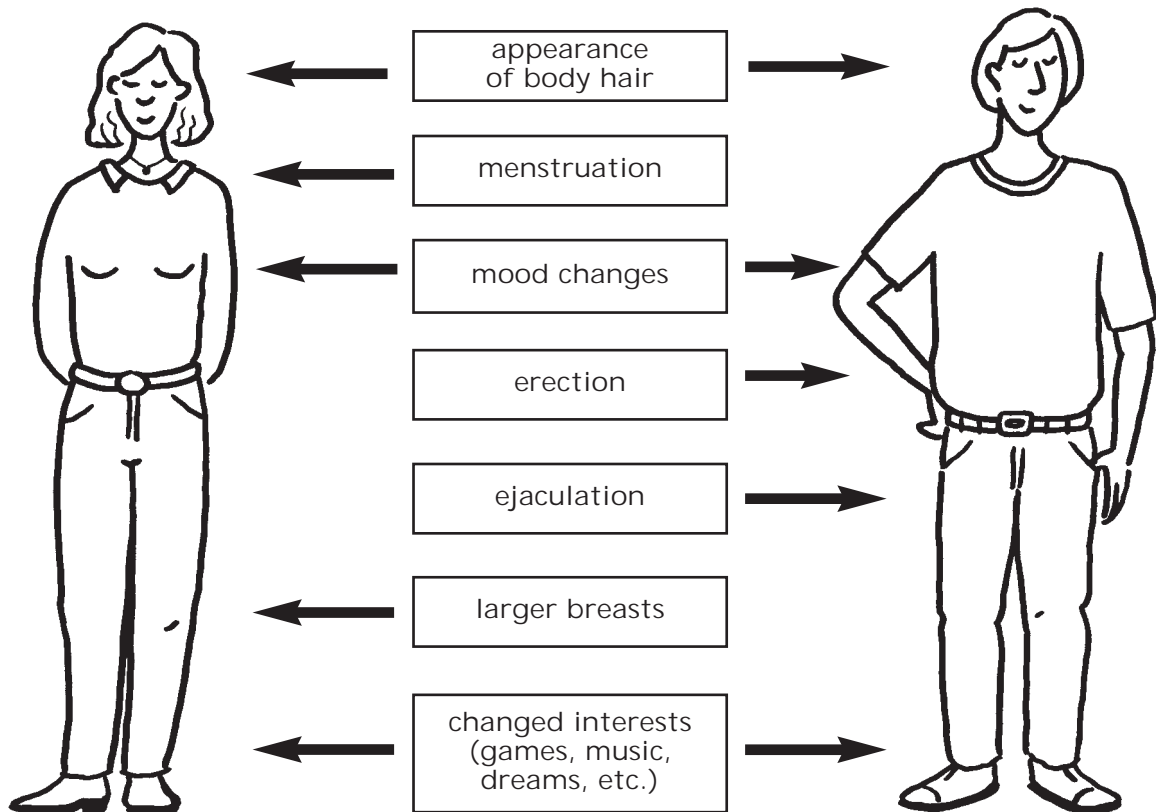 appearance
of body hair
menstruation
mood changes
erection
ejaculation
larger breasts
changed interests
(games, music,
dreams, etc.)